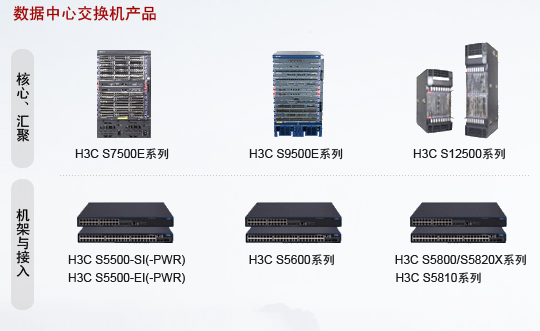 数据中心交换机产品
核心、汇聚
H3C S7500E系列
H3C S9500E系列
H3C S12500系列
机架与接入
H3C S5500-SI(-PWR)
H3C S5500-EI(-PWR)
H3C S5600系列
H3C S5800/S5820X系列
H3C S5810系列